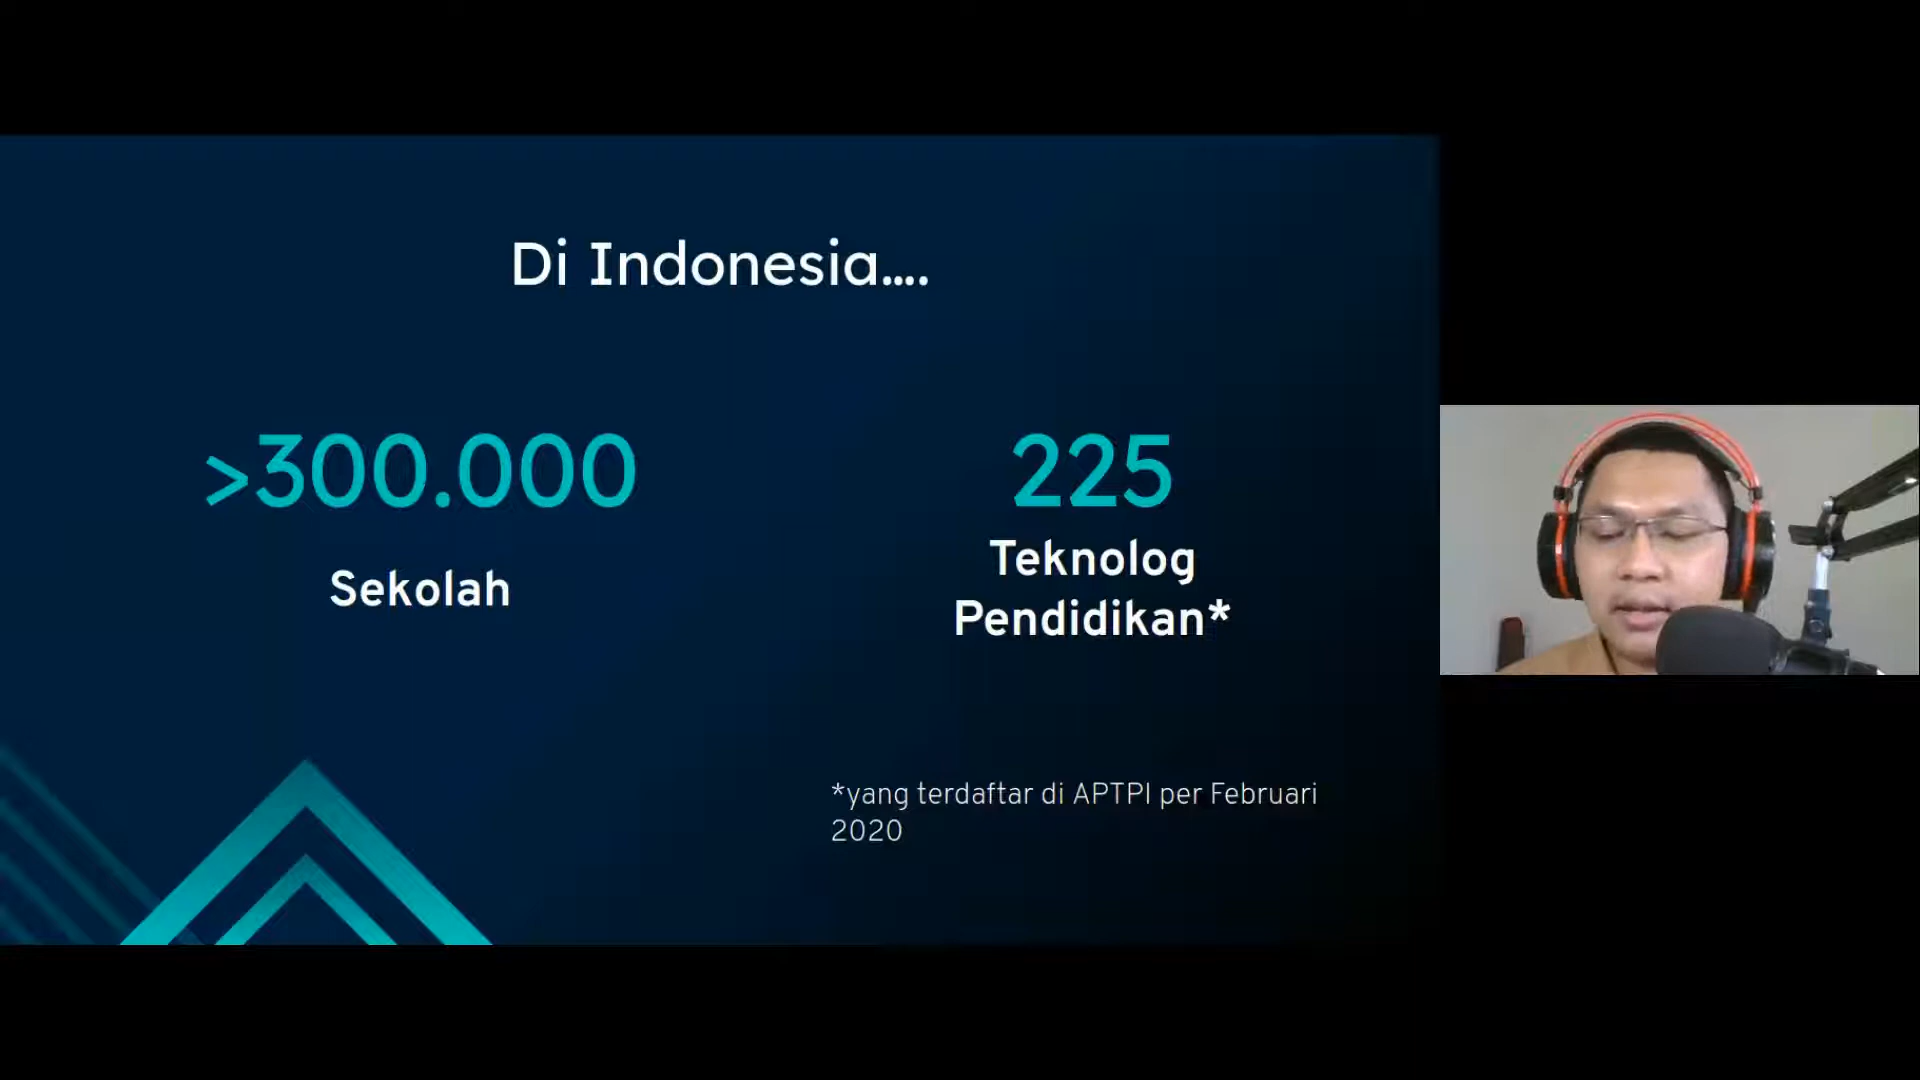 Di Indonesia....
>300.000
Sekolah
225
Teknolog
Pendidikan*
*yang terdaftar di APTPI per Februari
2020